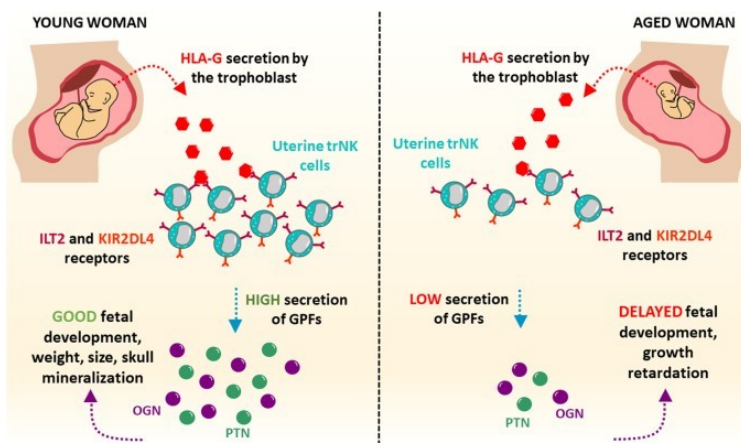 YOUNG WOMAN
HLA-G secretion by
the trophoblast
Uterine trNK
cells
ILT2 and KIR2DL4
receptors
HIGH secretion
of GPFs
GOOD fetal
development,
weight, size, skull
mineralization
OGN
PTN
AGED WOMAN
HLA-G secretion by
the trophoblast
Uterine trNK
cells
ILT2 and KIR2DL4
receptors
LOW secretion
of GPFs
DELAYED fetal
development,
growth
retardation
PTN
OGN